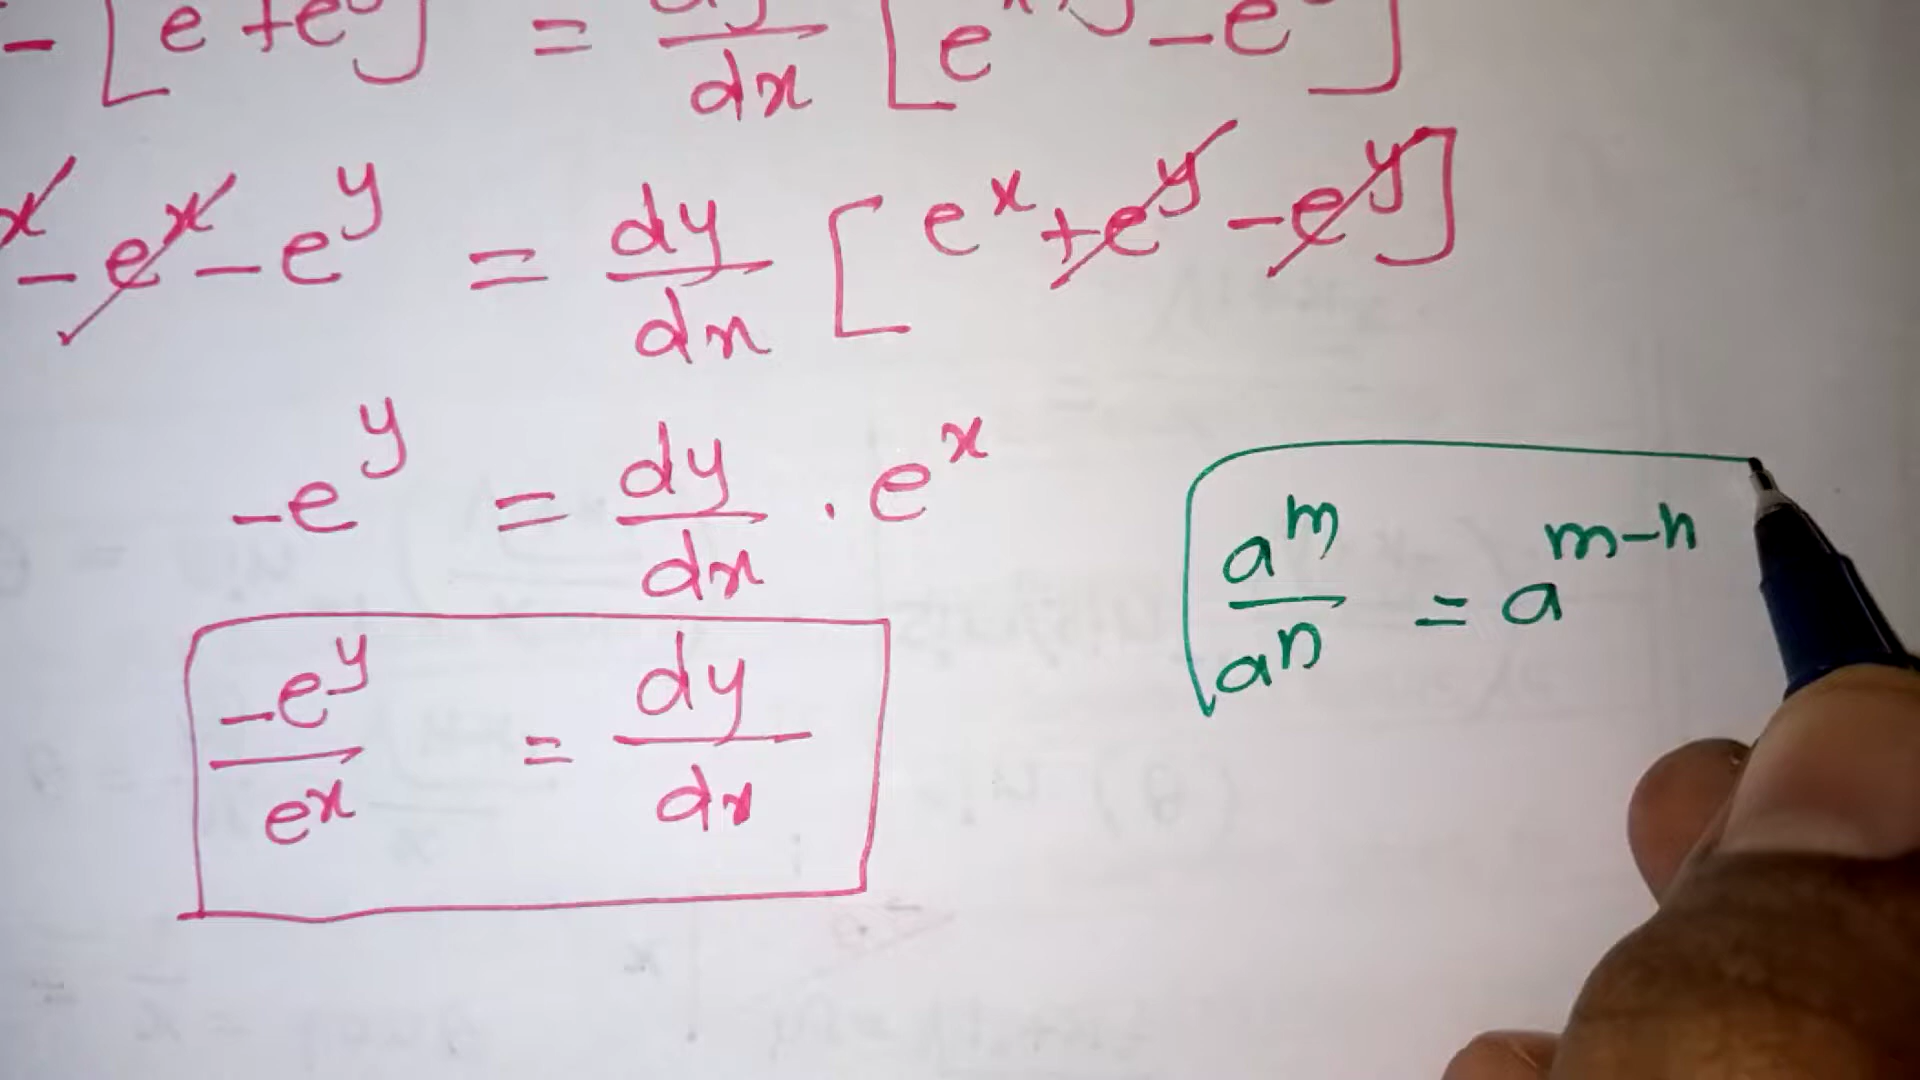 - [e + e^y] = dy/dx [e^x+y - e^y]
x - e^x - e^y = dy/dx [e^x + e^y - e^y]
-e^y = dy/dx . e^x
-e^y/e^x = dy/dx
a^m/a^n = a^m-n